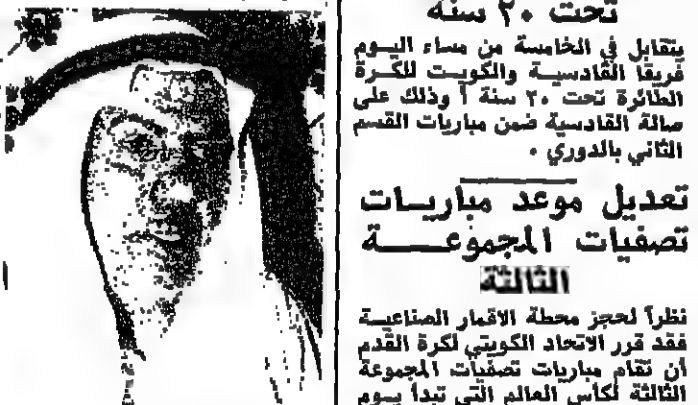 تحت ٢٠ سنة
يتقابل في الخامسة من مساء اليوم
فريقا القادسية والكويت للكرة
الطائرة تحت ٢٠ سنة أ وذلك على
صالة القادسية ضمن مباريات القسم
الثاني بالدوري .
تعديل موعد مباريات
تصفيات المجموعة
الثالثة
نظراً لحجز محطة الاقمار الصناعية
فقد قرر الاتحاد الكويتي لكرة القدم
أن تقام مباريات تصفيات المجموعة
الثالثة لكأس العالم التي تبدأ يوم